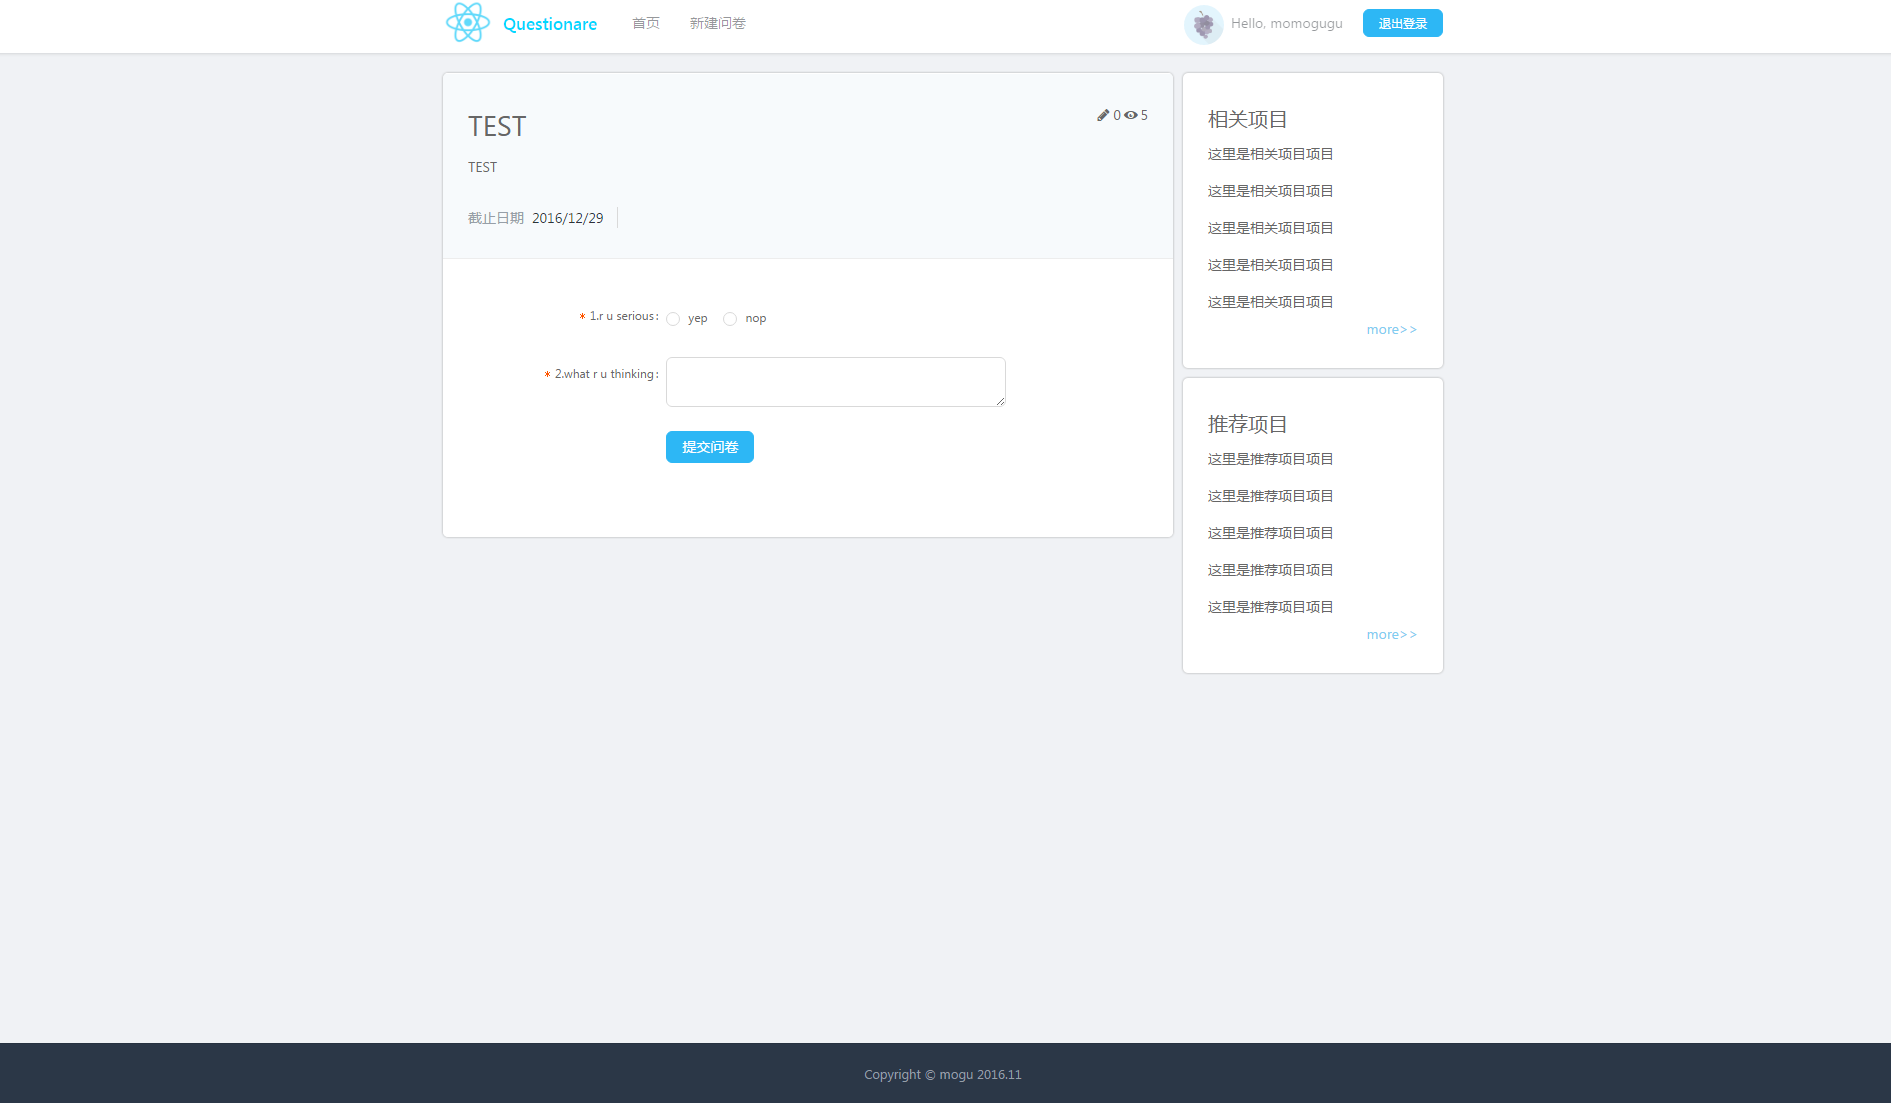 Questionare 首页 新建问卷 Hello, momogugu 退出登录
TEST
0 5
TEST
截止日期 2016/12/29
* 1.r u serious: yep nop
* 2.what r u thinking:
提交问卷
相关项目
这里是相关项目项目
这里是相关项目项目
这里是相关项目项目
这里是相关项目项目
这里是相关项目项目
more>>
推荐项目
这里是推荐项目项目
这里是推荐项目项目
这里是推荐项目项目
这里是推荐项目项目
这里是推荐项目项目
more>>
Copyright © mogu 2016.11